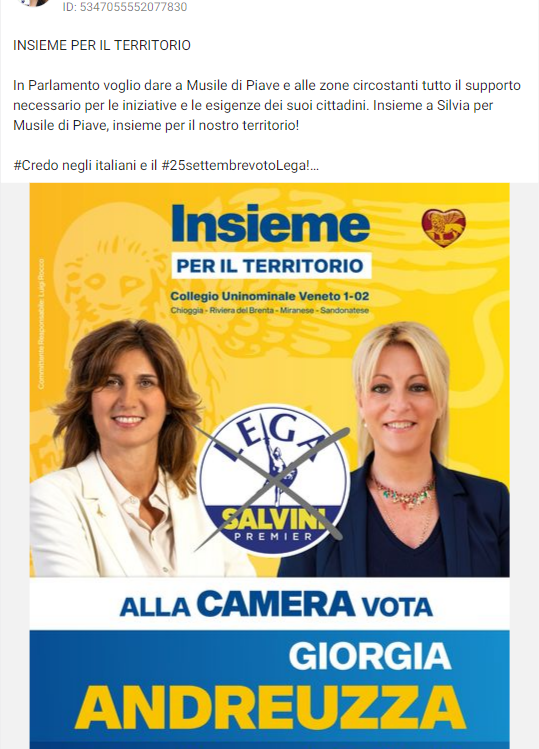 ID: 5347055552077830
INSIEME PER IL TERRITORIO
In Parlamento voglio dare a Musile di Piave e alle zone circostanti tutto il supporto
necessario per le iniziative e le esigenze dei suoi cittadini. Insieme a Silvia per
Musile di Piave, insieme per il nostro territorio!
#Credo negli italiani e il #25settembrevotoLega!...
Insieme
PER IL TERRITORIO
Collegio Uninominale Veneto 1-02
Chioggia - Riviera del Brenta - Miranese - Sandonatese
Committente Responsabile: Luigi Rocco
LEGA
SALVINI
PREMIER
ALLA CAMERA VOTA
GIORGIA
ANDREUZZA